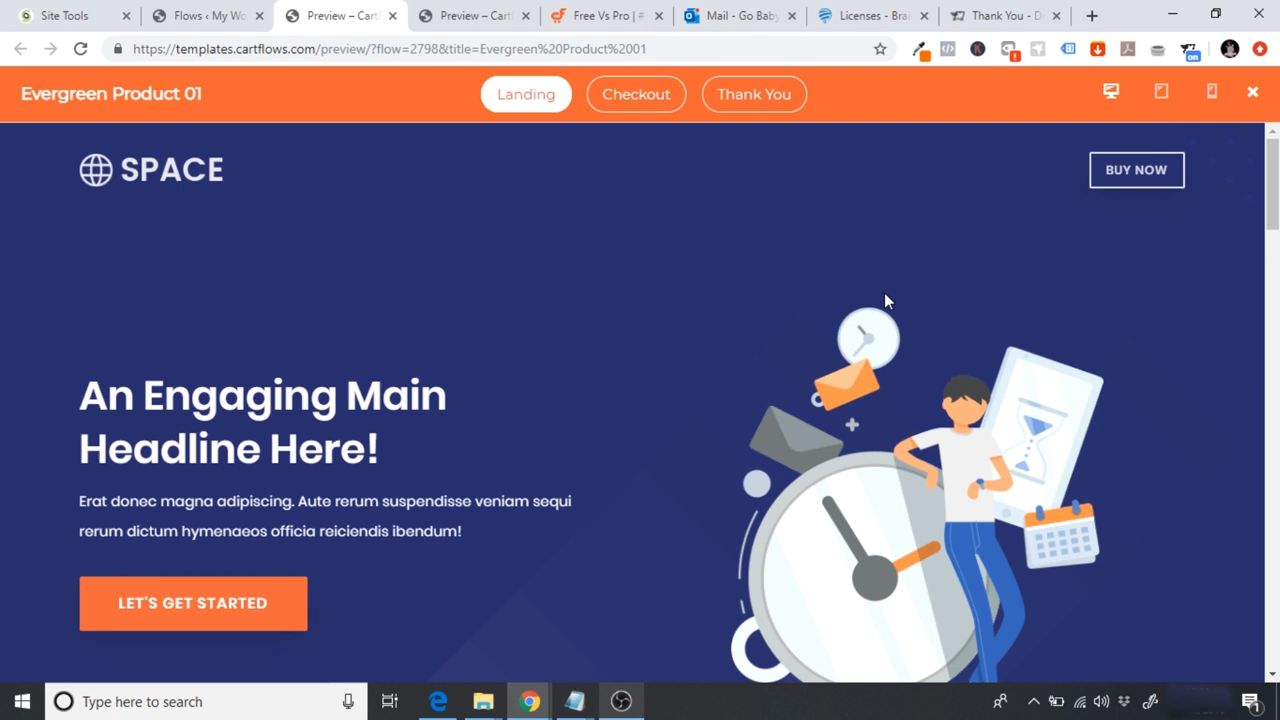 Site Tools
Flows ‹ My Wo
Preview – Cartl
Preview – Cartl
Free Vs Pro | #
Mail - Go Baby
Licenses - Bra
Thank You - D
https://templates.cartflows.com/preview/?flow=2798&title=Evergreen%20Product%2001
Evergreen Product 01
Landing
Checkout
Thank You
SPACE
BUY NOW
An Engaging Main
Headline Here!
Erat donec magna adipiscing. Aute rerum suspendisse veniam sequi
rerum dictum hymenaeos officia reiciendis ibendum!
LET'S GET STARTED
Type here to search